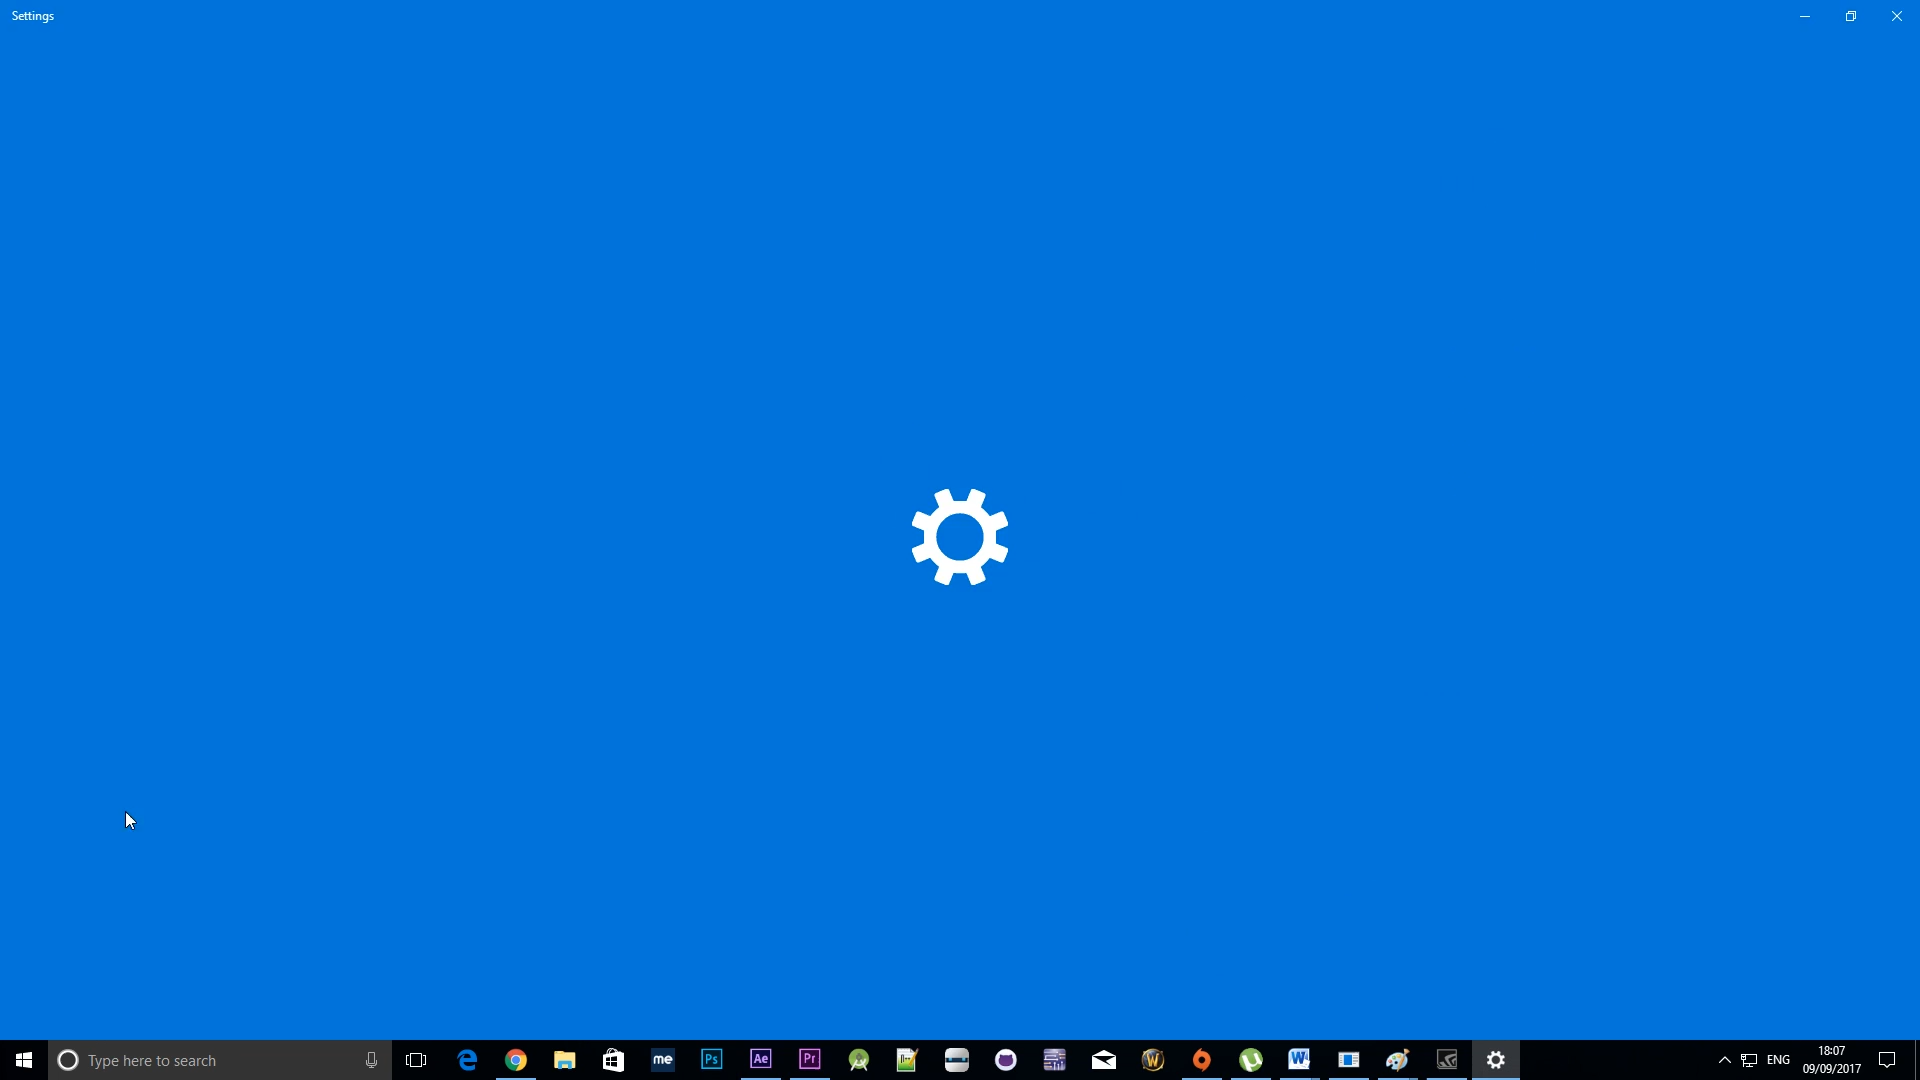 Settings
Type here to search
me
Ps
Ae
Pr
W
W
ENG
18:07
09/09/2017